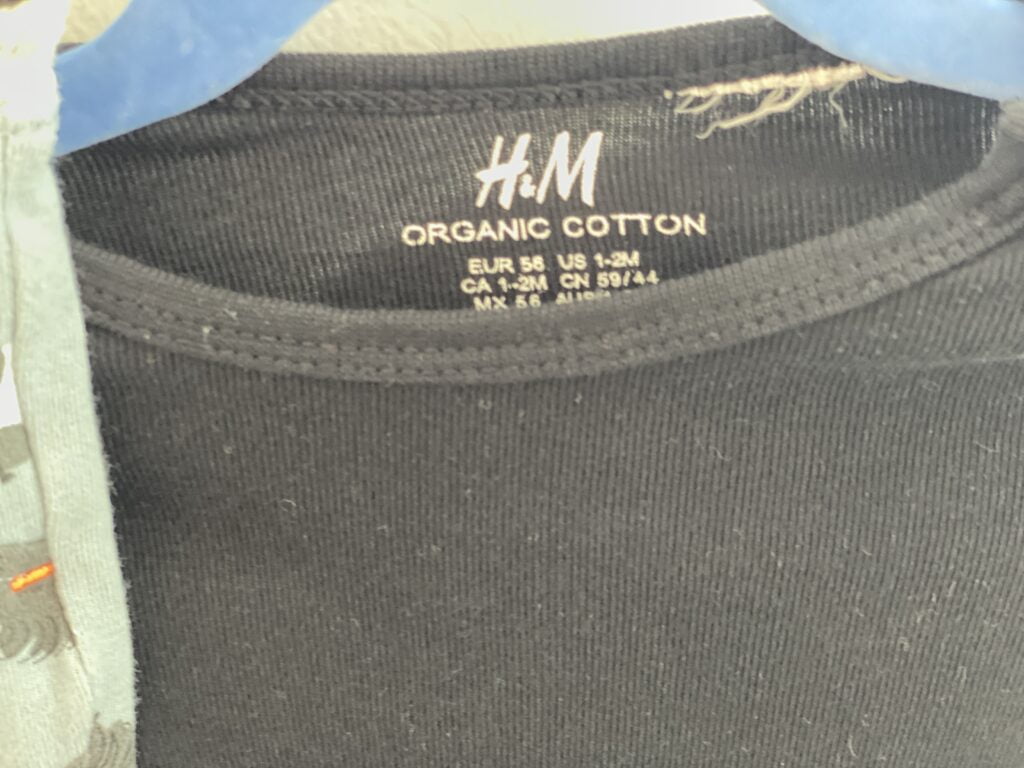 H&M
ORGANIC COTTON
EUR 56 US 1-2M
CA 1-2M CN 59/44
MX 56